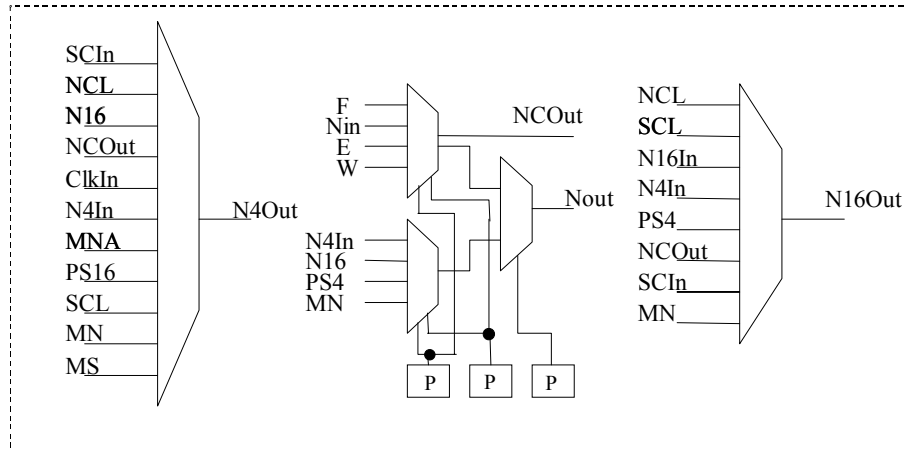 SCIn
NCL
N16
NCOut
ClkIn
N4In
MNA
PS16
SCL
MN
MS
N4Out
F
Nin
E
W
NCOut
Nout
N4In
N16
PS4
MN
P
P
P
NCL
SCL
N16In
N4In
PS4
NCOut
SCIn
MN
N16Out